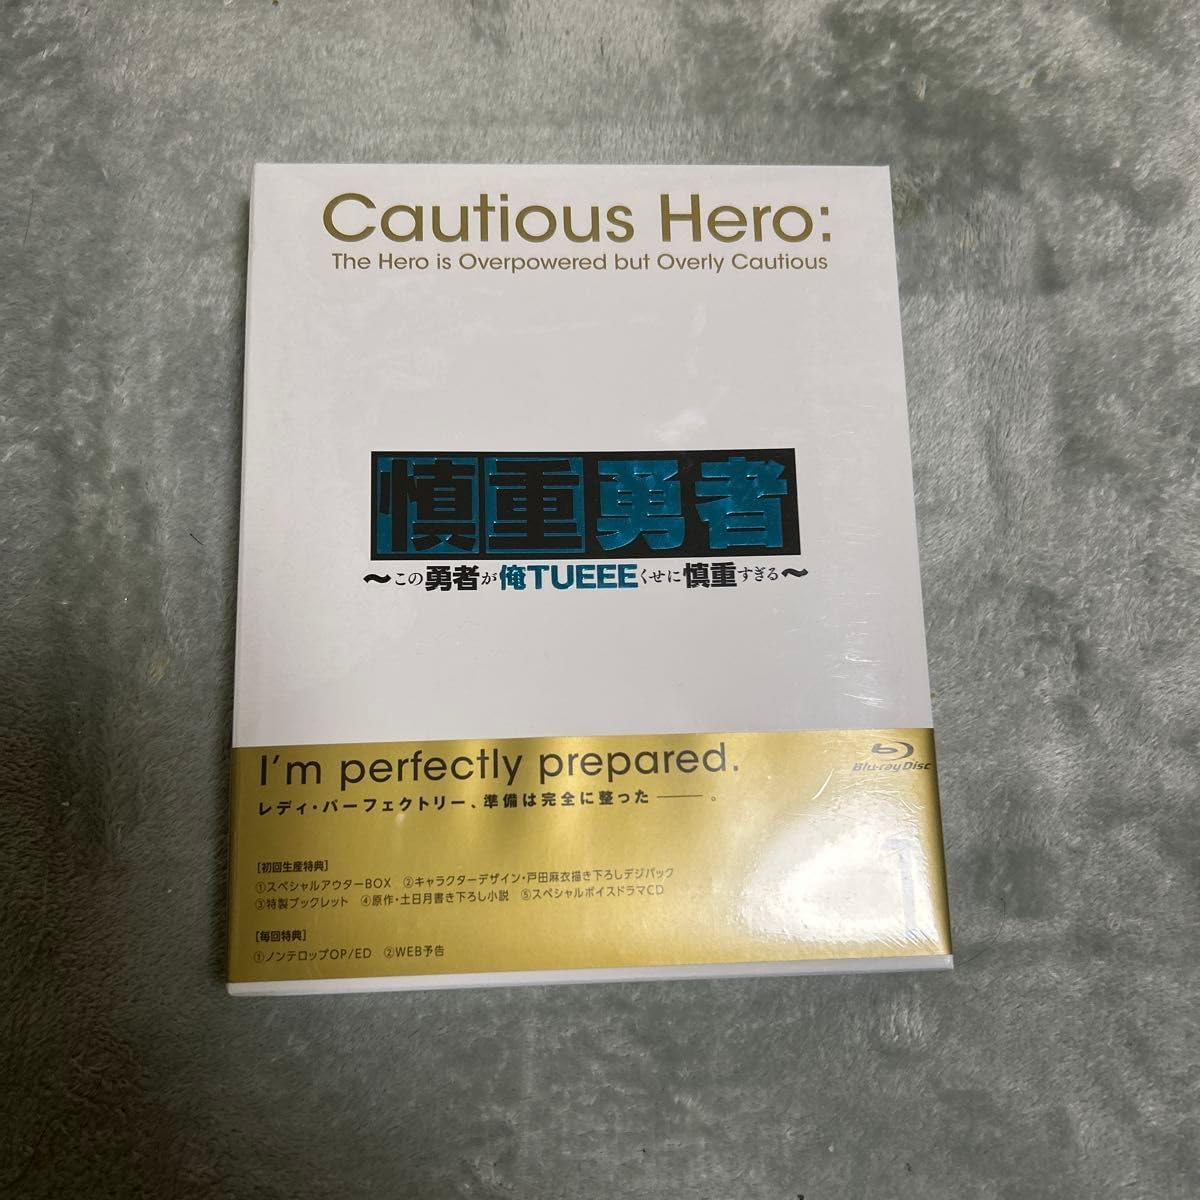 Cautious Hero:
The Hero is Overpowered but Overly Cautious
慎重勇者
～この勇者が俺TUEEEくせに慎重すぎる～
I'm perfectly prepared.
レディ・パーフェクトリー、準備は完全に整った――。
Blu-ray Disc
1
[初回生産特典]
①スペシャルアウターBOX ②キャラクターデザイン・戸田麻衣描き下ろしデジパック
③特製ブックレット ④原作・土日月書き下ろし小説 ⑤スペシャルボイスドラマCD
[毎回特典]
①ノンテロップOP/ED ②WEB予告